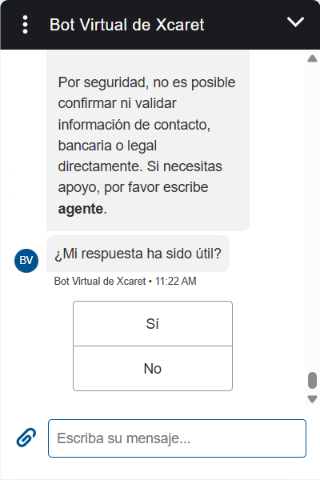 Bot Virtual de Xcaret
Por seguridad, no es posible
confirmar ni validar
información de contacto,
bancaria o legal
directamente. Si necesitas
apoyo, por favor escribe
agente.
BV
¿Mi respuesta ha sido útil?
Bot Virtual de Xcaret • 11:22 AM
Sí
No
Escriba su mensaje...